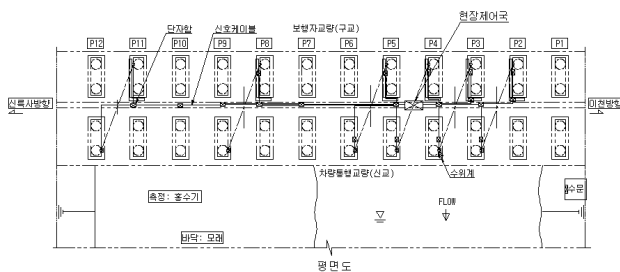 현장제어국
단자함
신호케이블
보행자교량(구교)
P12
P11
P10
P9
P8
P7
P6
P5
P4
P3
P2
P1
신륵사방향
이천방향
차량통행교량(신교)
수위계
측정: 홍수기
FLOW
수문
바닥: 모래
평면도